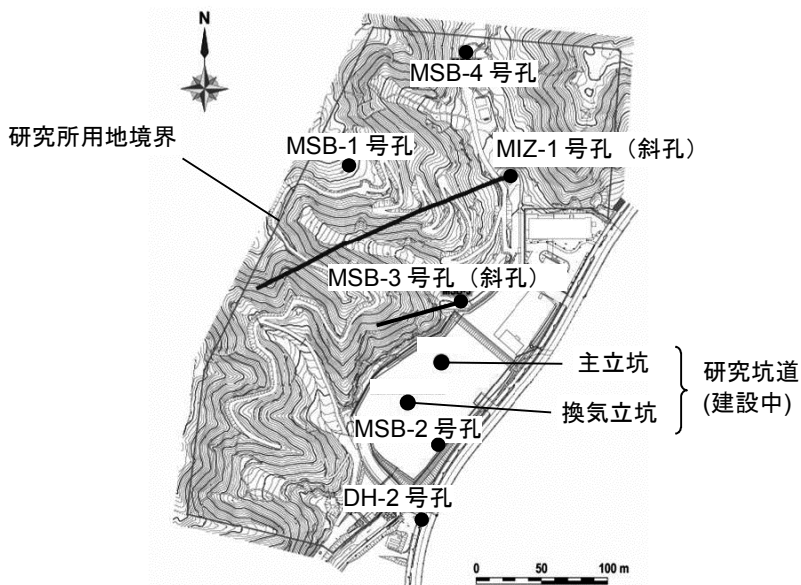 N
MSB-4 号孔
研究所用地境界
MSB-1 号孔
MIZ-1 号孔（斜孔）
MSB-3 号孔（斜孔）
主立坑
研究坑道
(建設中)
換気立坑
MSB-2 号孔
DH-2 号孔
0 50 100 m